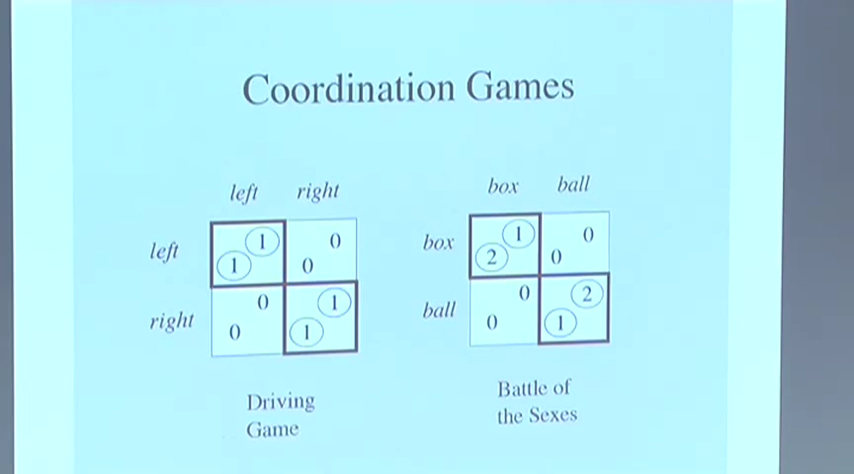 Coordination Games
left right
left
1 0
1 0
right
0 1
0 1
Driving
Game
box ball
box
1 0
2 0
ball
0 2
0 1
Battle of
the Sexes